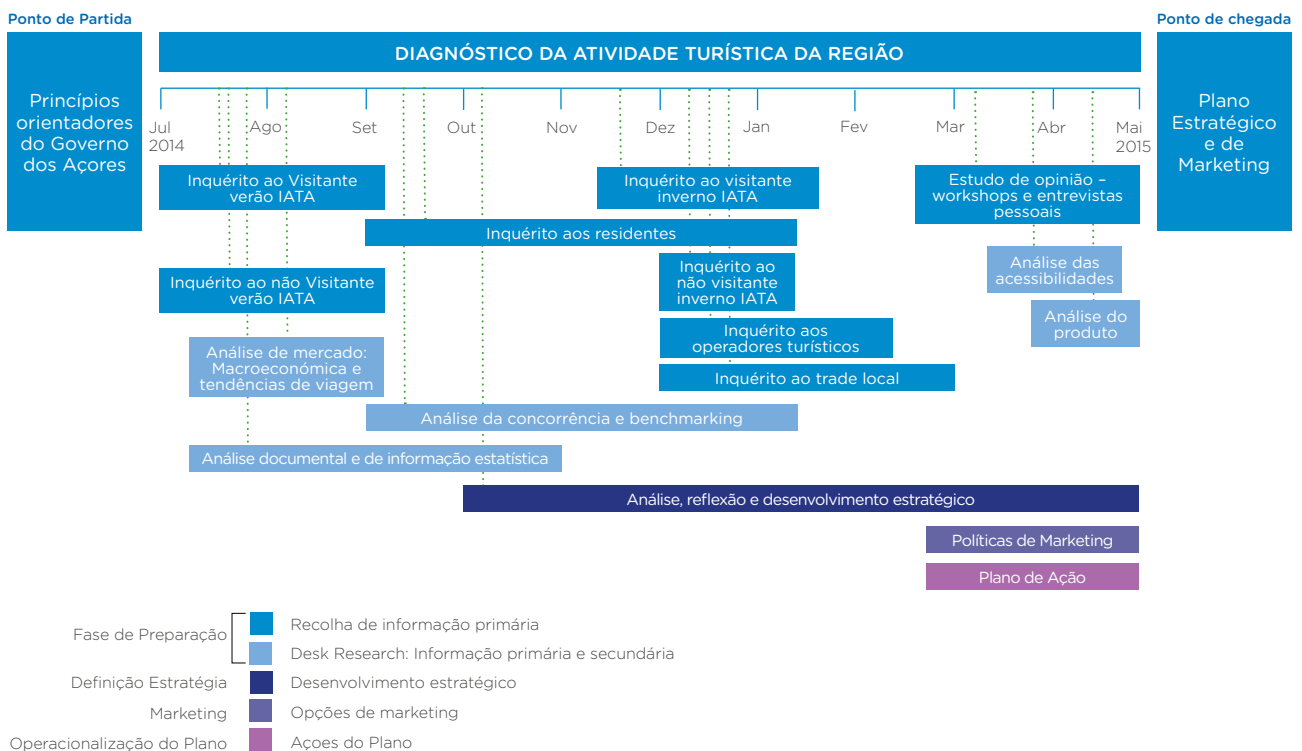 Ponto de Partida
Ponto de chegada
Princípios
orientadores
do Governo
dos Açores
DIAGNÓSTICO DA ATIVIDADE TURÍSTICA DA REGIÃO
Plano
Estratégico
e de
Marketing
Jul
2014
Ago
Set
Out
Nov
Dez
Jan
Fev
Mar
Abr
Mai
2015
Inquérito ao Visitante
verão IATA
Inquérito ao visitante
inverno IATA
Estudo de opinião –
workshops e entrevistas
pessoais
Inquérito aos residentes
Inquérito ao não Visitante
verão IATA
Inquérito ao
não visitante
inverno IATA
Análise das
acessibilidades
Análise do
produto
Inquérito aos
operadores turísticos
Análise de mercado:
Macroeconómica e
tendências de viagem
Inquérito ao trade local
Análise da concorrência e benchmarking
Análise documental e de informação estatística
Análise, reflexão e desenvolvimento estratégico
Políticas de Marketing
Plano de Ação
Fase de Preparação
Recolha de informação primária
Desk Research: Informação primária e secundária
Definição Estratégia
Desenvolvimento estratégico
Marketing
Opções de marketing
Operacionalização do Plano
Açoes do Plano